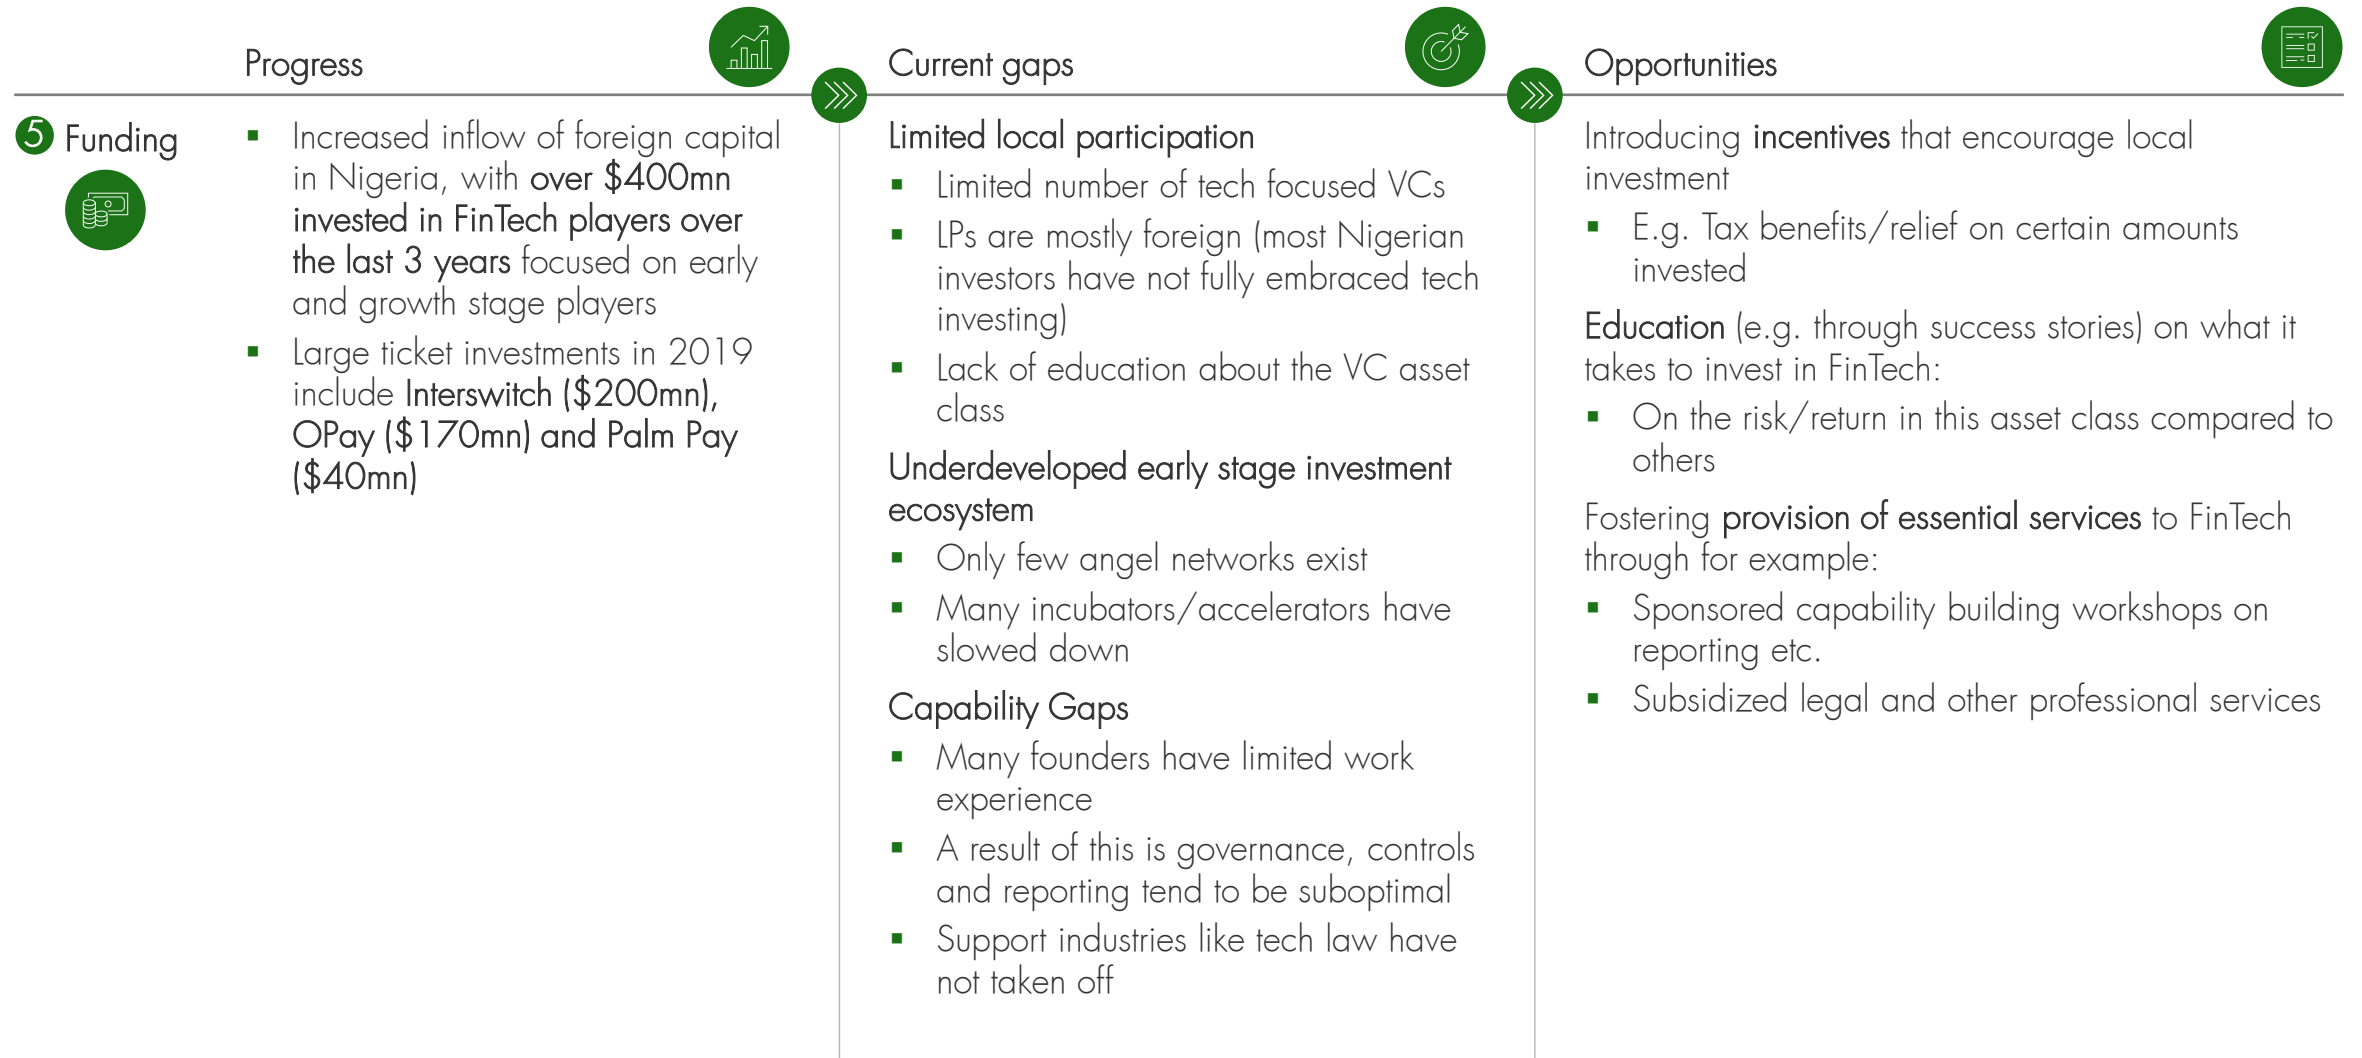 Progress
Current gaps
Opportunities
5 Funding
▪ Increased inflow of foreign capital
in Nigeria, with over $400mn
invested in FinTech players over
the last 3 years focused on early
and growth stage players
▪ Large ticket investments in 2019
include Interswitch ($200mn),
OPay ($170mn) and Palm Pay
($40mn)
Limited local participation
▪ Limited number of tech focused VCs
▪ LPs are mostly foreign (most Nigerian
investors have not fully embraced tech
investing)
▪ Lack of education about the VC asset
class
Underdeveloped early stage investment
ecosystem
▪ Only few angel networks exist
▪ Many incubators/accelerators have
slowed down
Capability Gaps
▪ Many founders have limited work
experience
▪ A result of this is governance, controls
and reporting tend to be suboptimal
▪ Support industries like tech law have
not taken off
Introducing incentives that encourage local
investment
▪ E.g. Tax benefits/relief on certain amounts
invested
Education (e.g. through success stories) on what it
takes to invest in FinTech:
▪ On the risk/return in this asset class compared to
others
Fostering provision of essential services to FinTech
through for example:
▪ Sponsored capability building workshops on
reporting etc.
▪ Subsidized legal and other professional services